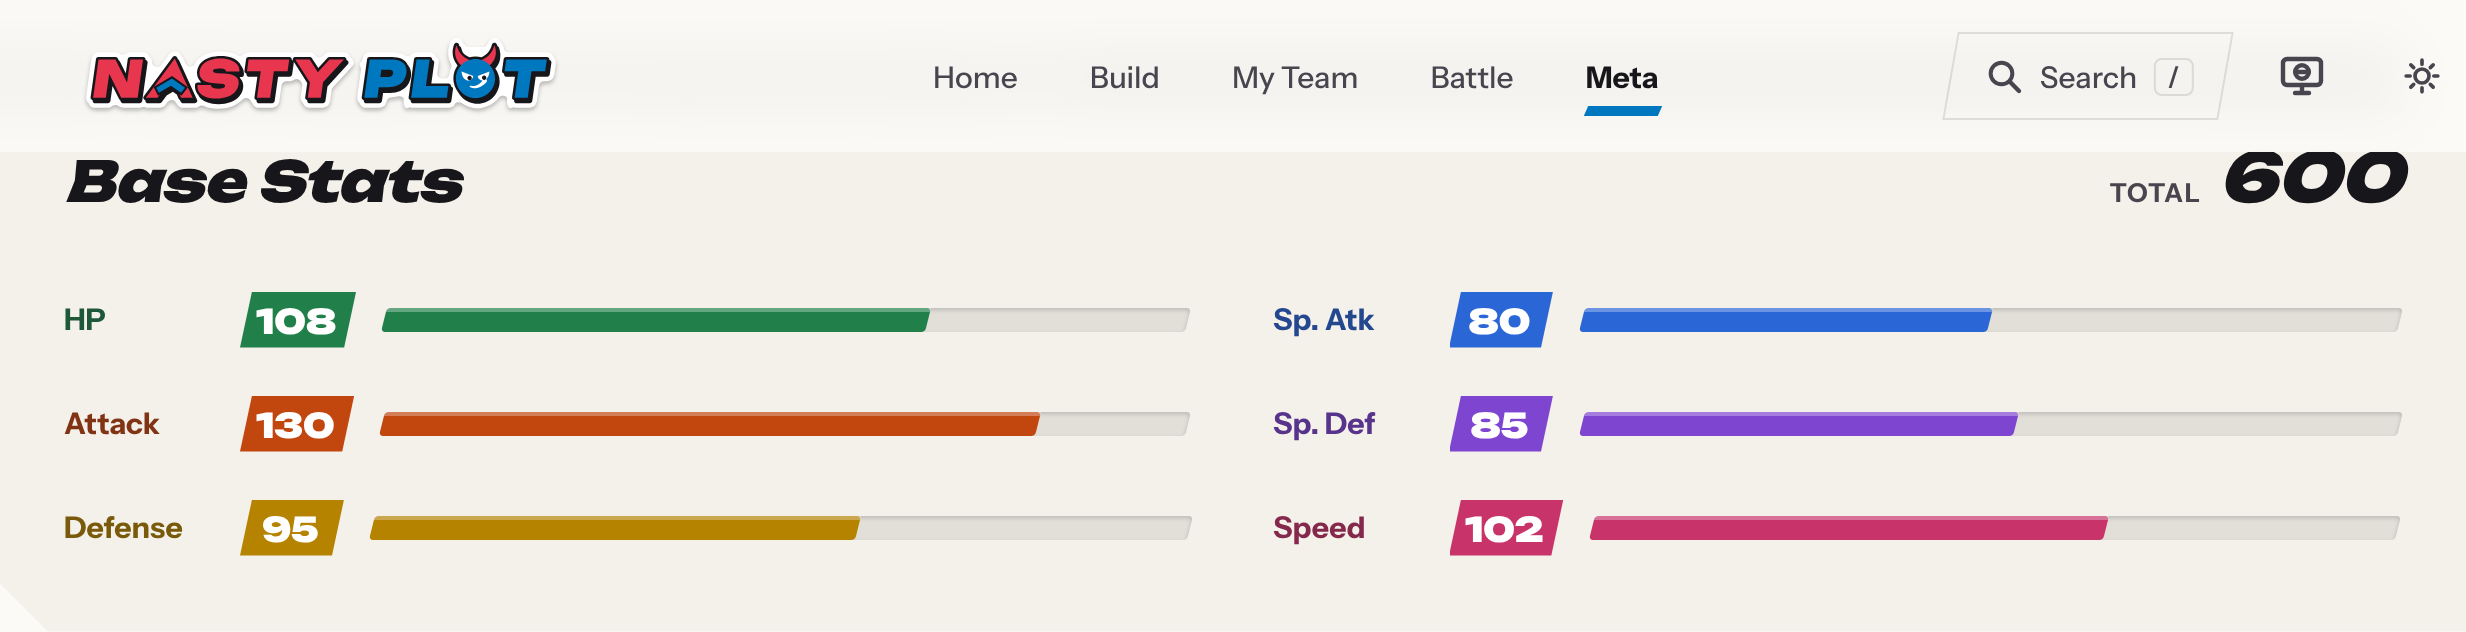 NASTY PLOT
Home
Build
My Team
Battle
Meta
Search /
Base Stats
TOTAL 600
HP 108
Attack 130
Defense 95
Sp. Atk 80
Sp. Def 85
Speed 102